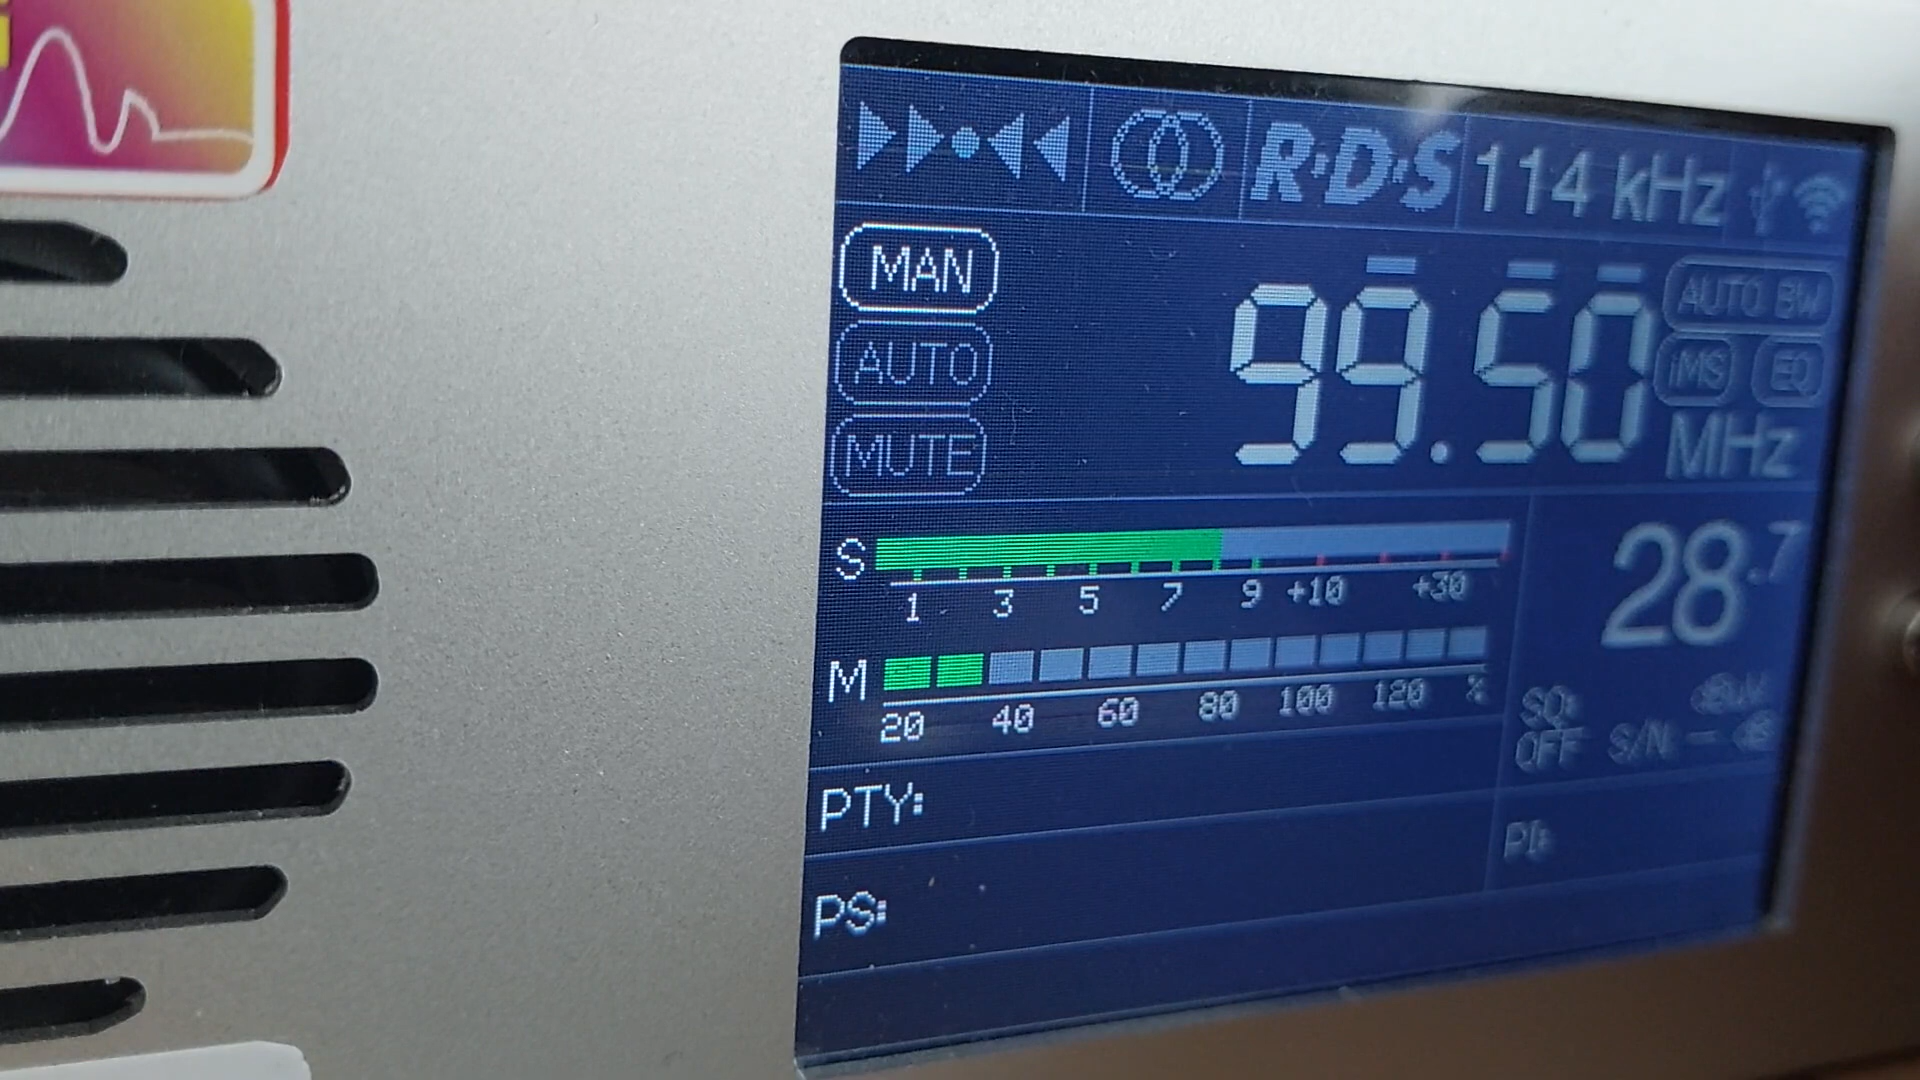 R·D·S 114 kHz
MAN
99.50
AUTO BW
AUTO
iMS EQ
MHz
MUTE
S
1 3 5 7 9 +10 +30
28.7
M
20 40 60 80 100 120 %
SQ:
OFF S/N: -
PTY:
PI:
PS: